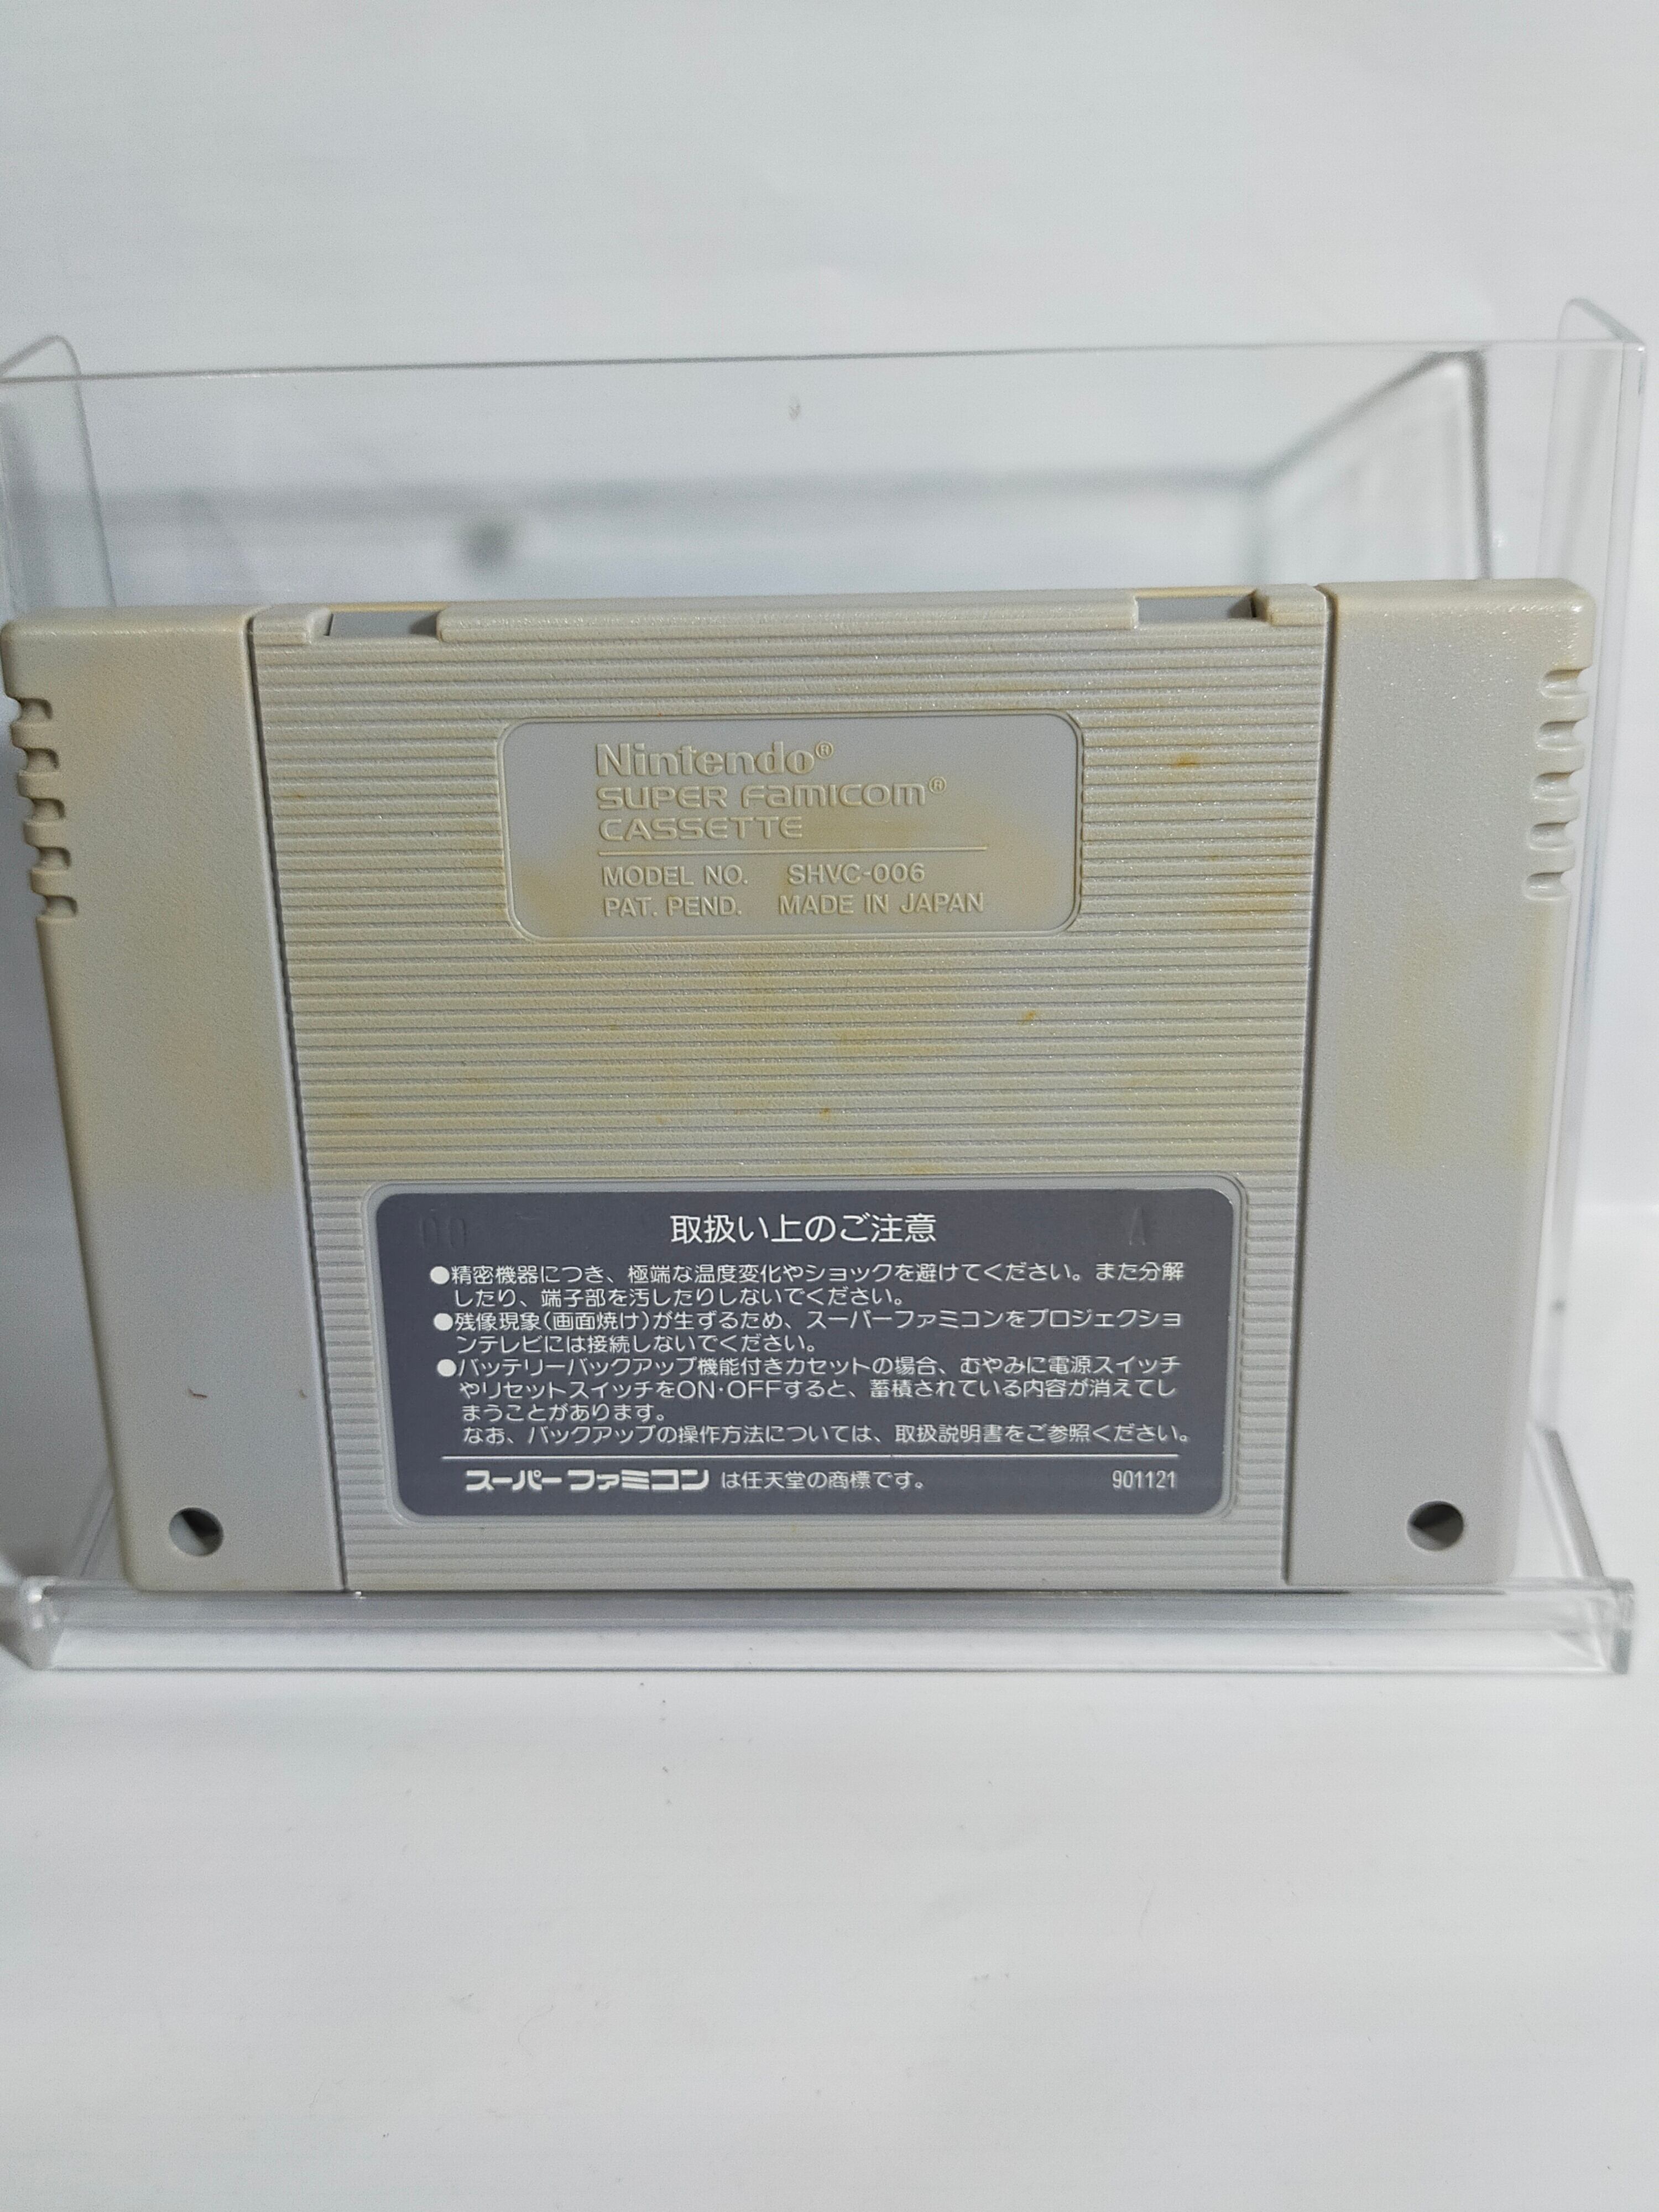 Nintendo®
SUPER FAMICOM®
CASSETTE
MODEL NO. SHVC-006
PAT. PEND. MADE IN JAPAN
00 A
取扱い上のご注意
●精密機器につき、極端な温度変化やショックを避けてください。また分解
したり、端子部を汚したりしないでください。
●残像現象(画面焼け)が生ずるため、スーパーファミコンをプロジェクショ
ンテレビには接続しないでください。
●バッテリーバックアップ機能付きカセットの場合、むやみに電源スイッチ
やリセットスイッチをON・OFFすると、蓄積されている内容が消えてし
まうことがあります。
なお、バックアップの操作方法については、取扱説明書をご参照ください。
スーパーファミコン は任天堂の商標です。 901121